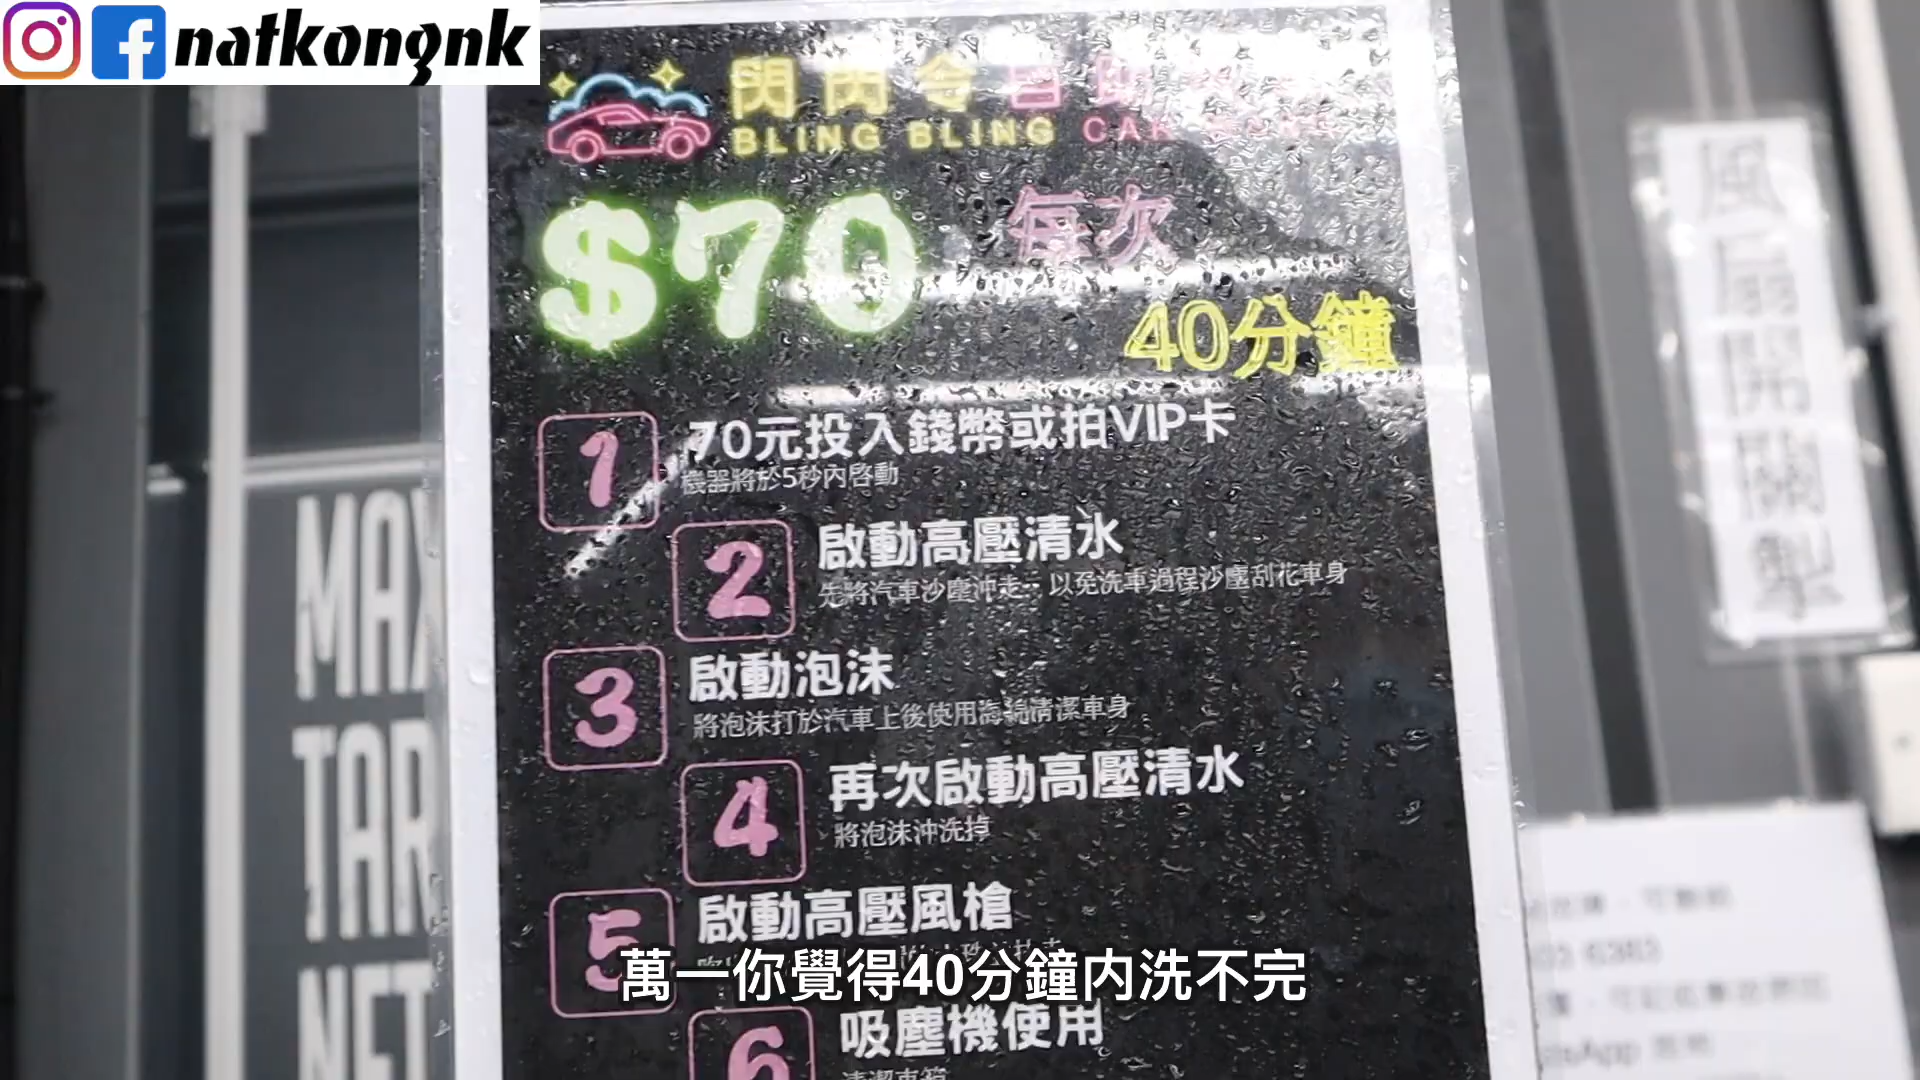 natkongnk
閃閃令自助
BLING BLING CAR WASH
$70 每次
40分鐘
1 70元投入錢幣或拍VIP卡
機器將於5秒內啓動
2 啟動高壓清水
先將汽車沙塵沖走 以免洗車過程沙塵刮花車身
3 啟動泡沫
將泡沫打於汽車上後使用海綿清潔車身
4 再次啟動高壓清水
將泡沫沖洗掉
5 啟動高壓風槍
萬一你覺得40分鐘内洗不完
6 吸塵機使用
清潔車箱
MAX
TAR
NET
風扇開關掣